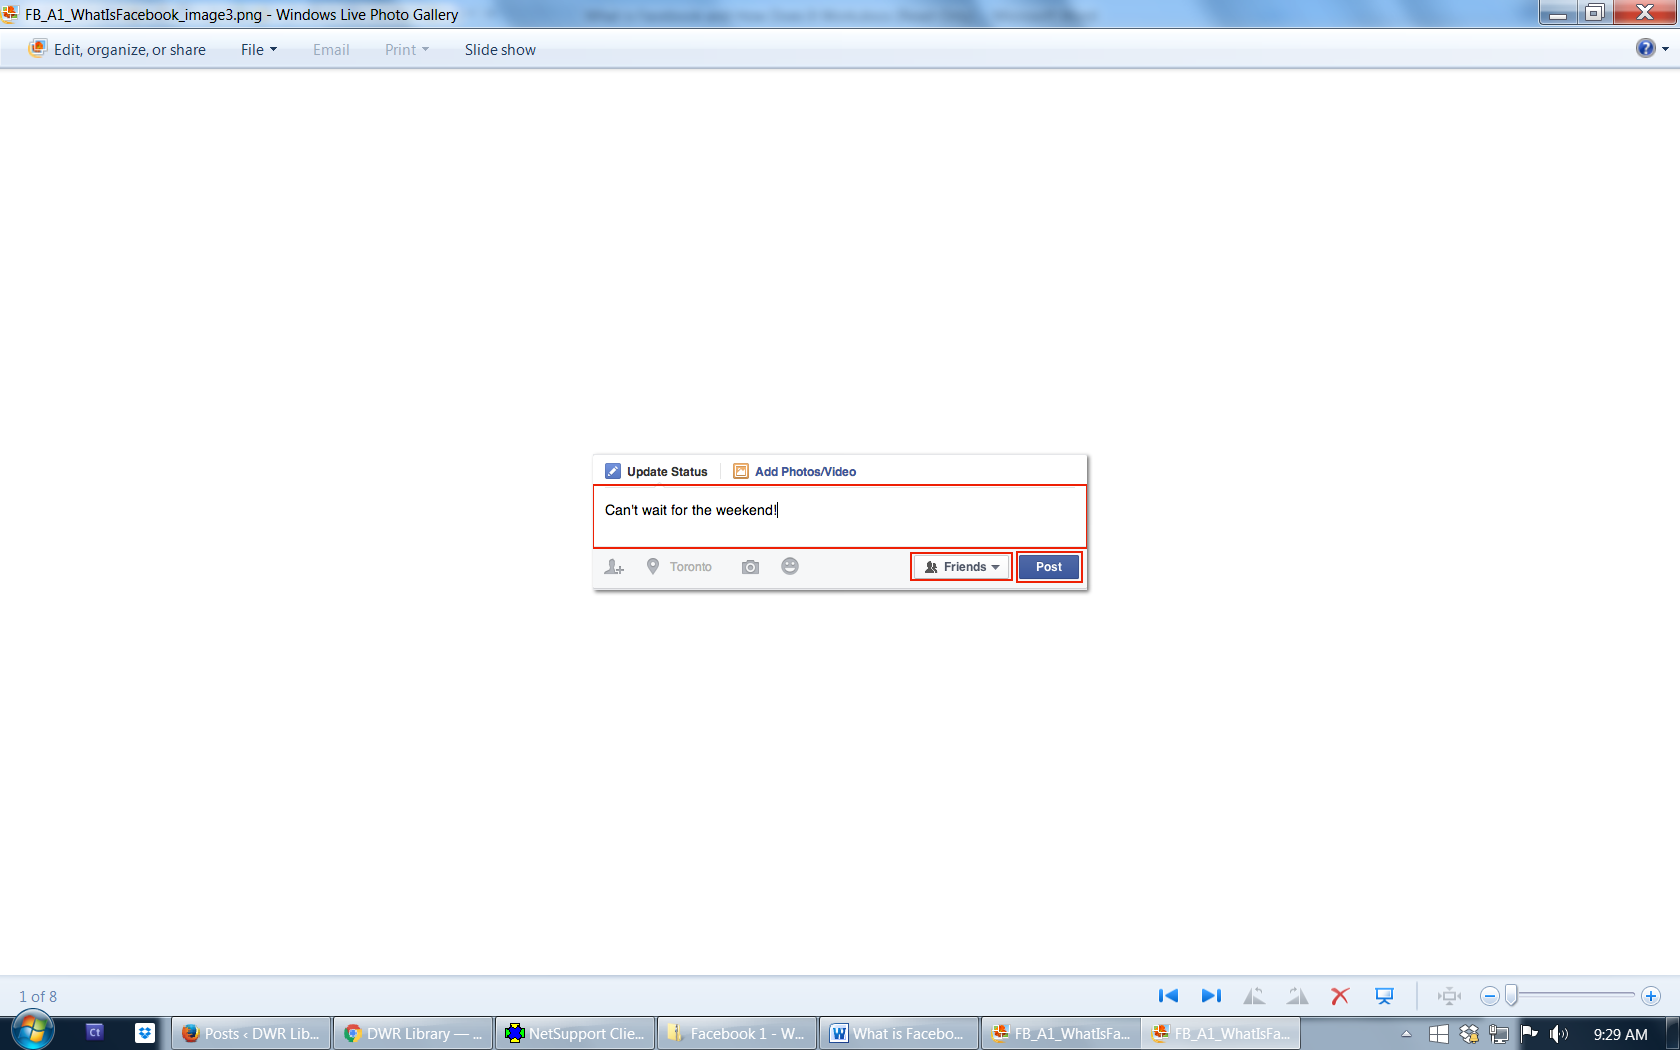 FB_A1_WhatIsFacebook_image3.png - Windows Live Photo Gallery
Edit, organize, or share File Email Print Slide show
Update Status Add Photos/Video
Can't wait for the weekend!
Toronto Friends Post
1 of 8
Ct Posts ‹ DWR Lib... DWR Library — ... NetSupport Clie... Facebook 1 - W... What is Facebo... FB_A1_WhatIsFa... FB_A1_WhatIsFa... 9:29 AM